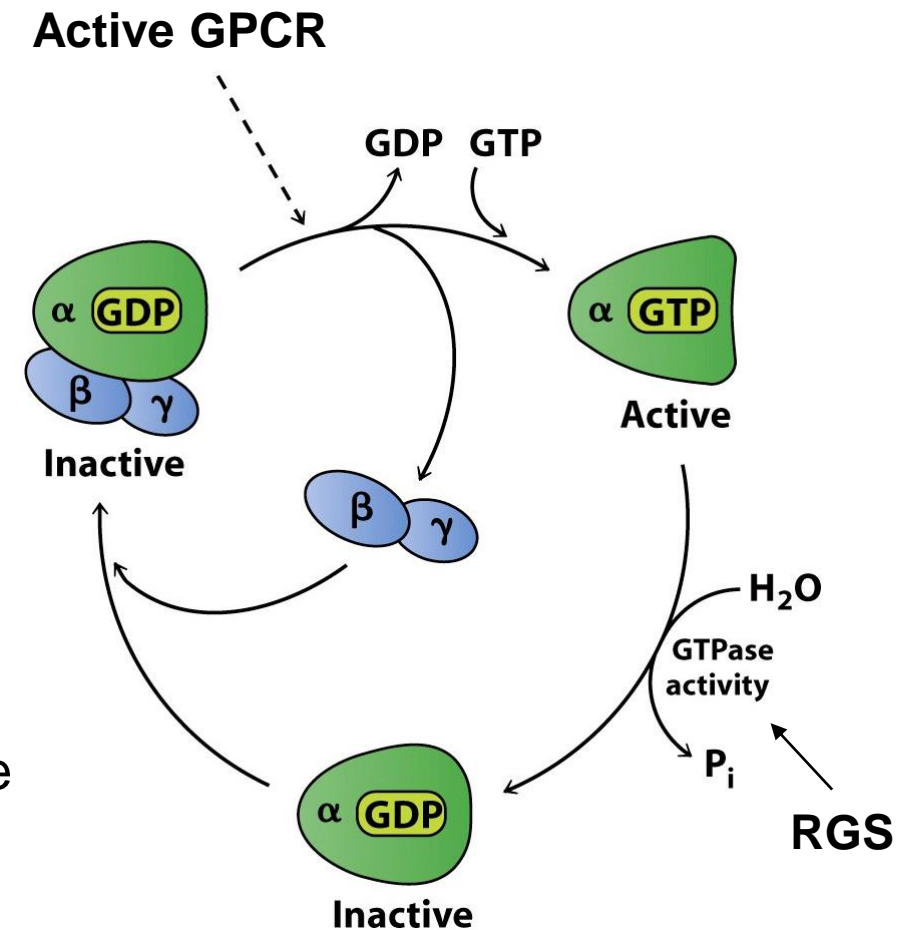 Active GPCR
GDP GTP
α GDP
β γ
Inactive
α GTP
Active
β γ
H₂O
GTPase
activity
Pᵢ
e
RGS
α GDP
Inactive